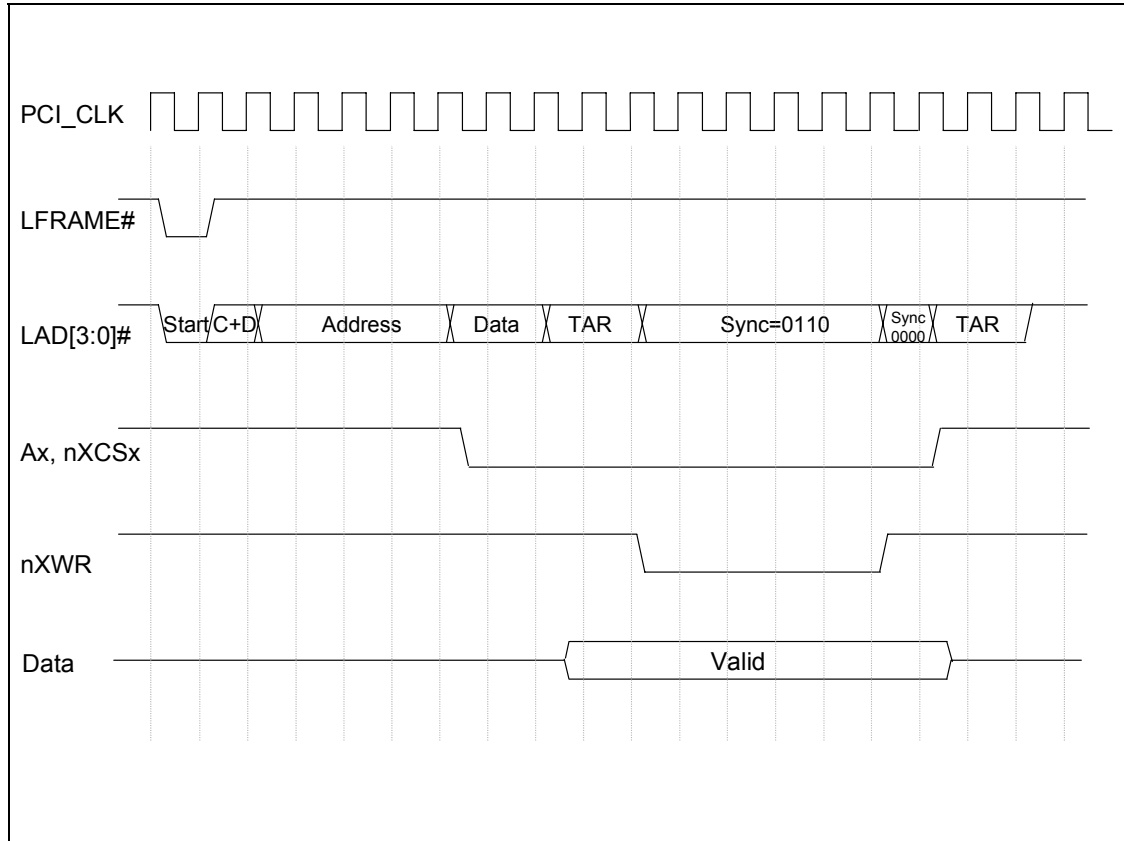 PCI_CLK
LFRAME#
LAD[3:0]#
Start C+D Address Data TAR Sync=0110 Sync 0000 TAR
Ax, nXCSx
nXWR
Data
Valid